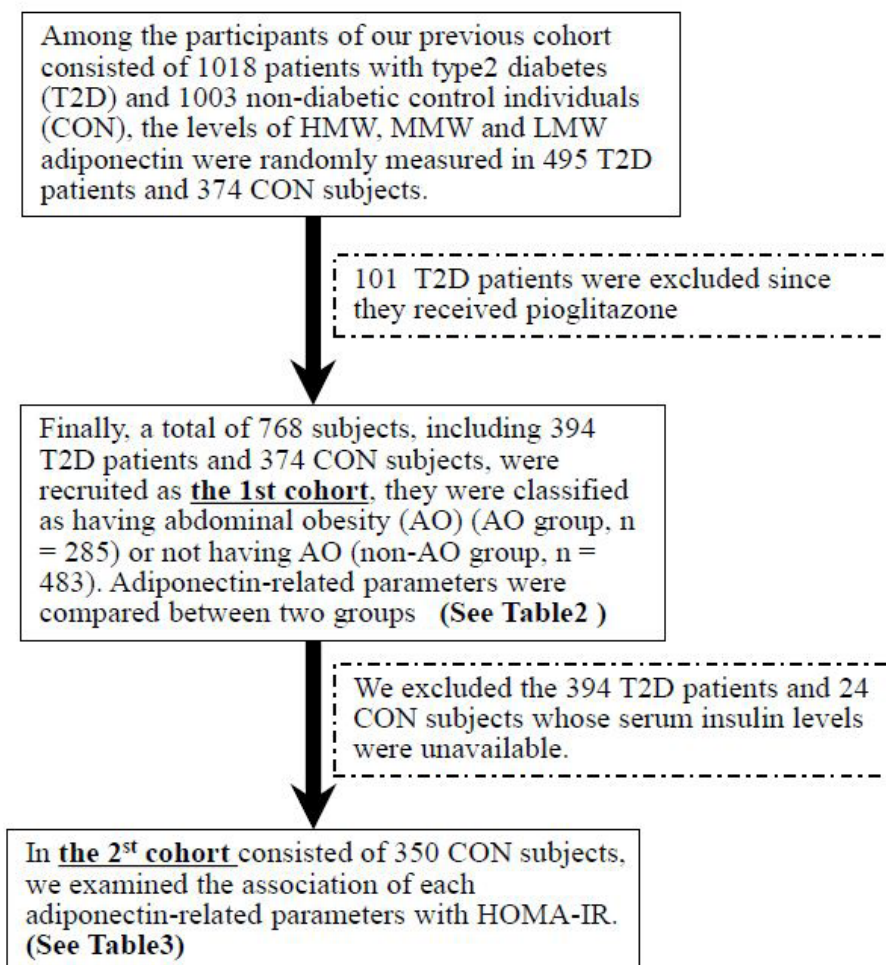 Among the participants of our previous cohort
consisted of 1018 patients with type2 diabetes
(T2D) and 1003 non-diabetic control individuals
(CON), the levels of HMW, MMW and LMW
adiponectin were randomly measured in 495 T2D
patients and 374 CON subjects.
101 T2D patients were excluded since
they received pioglitazone
Finally, a total of 768 subjects, including 394
T2D patients and 374 CON subjects, were
recruited as the 1st cohort, they were classified
as having abdominal obesity (AO) (AO group, n
= 285) or not having AO (non-AO group, n =
483). Adiponectin-related parameters were
compared between two groups (See Table2 )
We excluded the 394 T2D patients and 24
CON subjects whose serum insulin levels
were unavailable.
In the 2st cohort consisted of 350 CON subjects,
we examined the association of each
adiponectin-related parameters with HOMA-IR.
(See Table3)